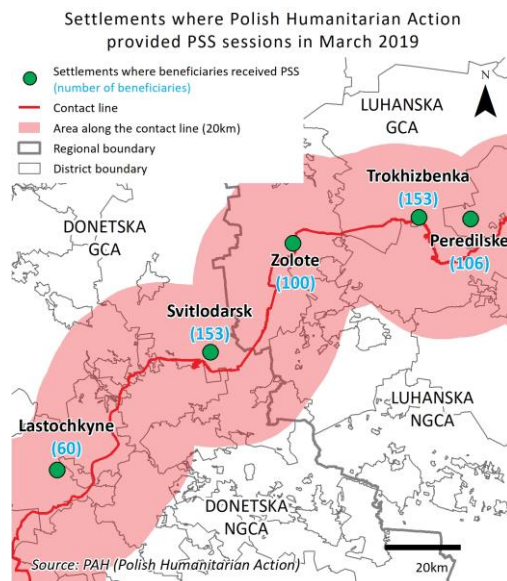 Settlements where Polish Humanitarian Action
provided PSS sessions in March 2019
Settlements where beneficiaries received PSS
(number of beneficiaries)
Contact line
Area along the contact line (20km)
Regional boundary
District boundary
N
LUHANSKA
GCA
Trokhizbenka
(153)
DONETSKA
GCA
Peredilske
(106)
Zolote
(100)
Svitlodarsk
(153)
LUHANSKA
NGCA
Lastochkyne
(60)
DONETSKA
NGCA
Source: PAH (Polish Humanitarian Action)
20km